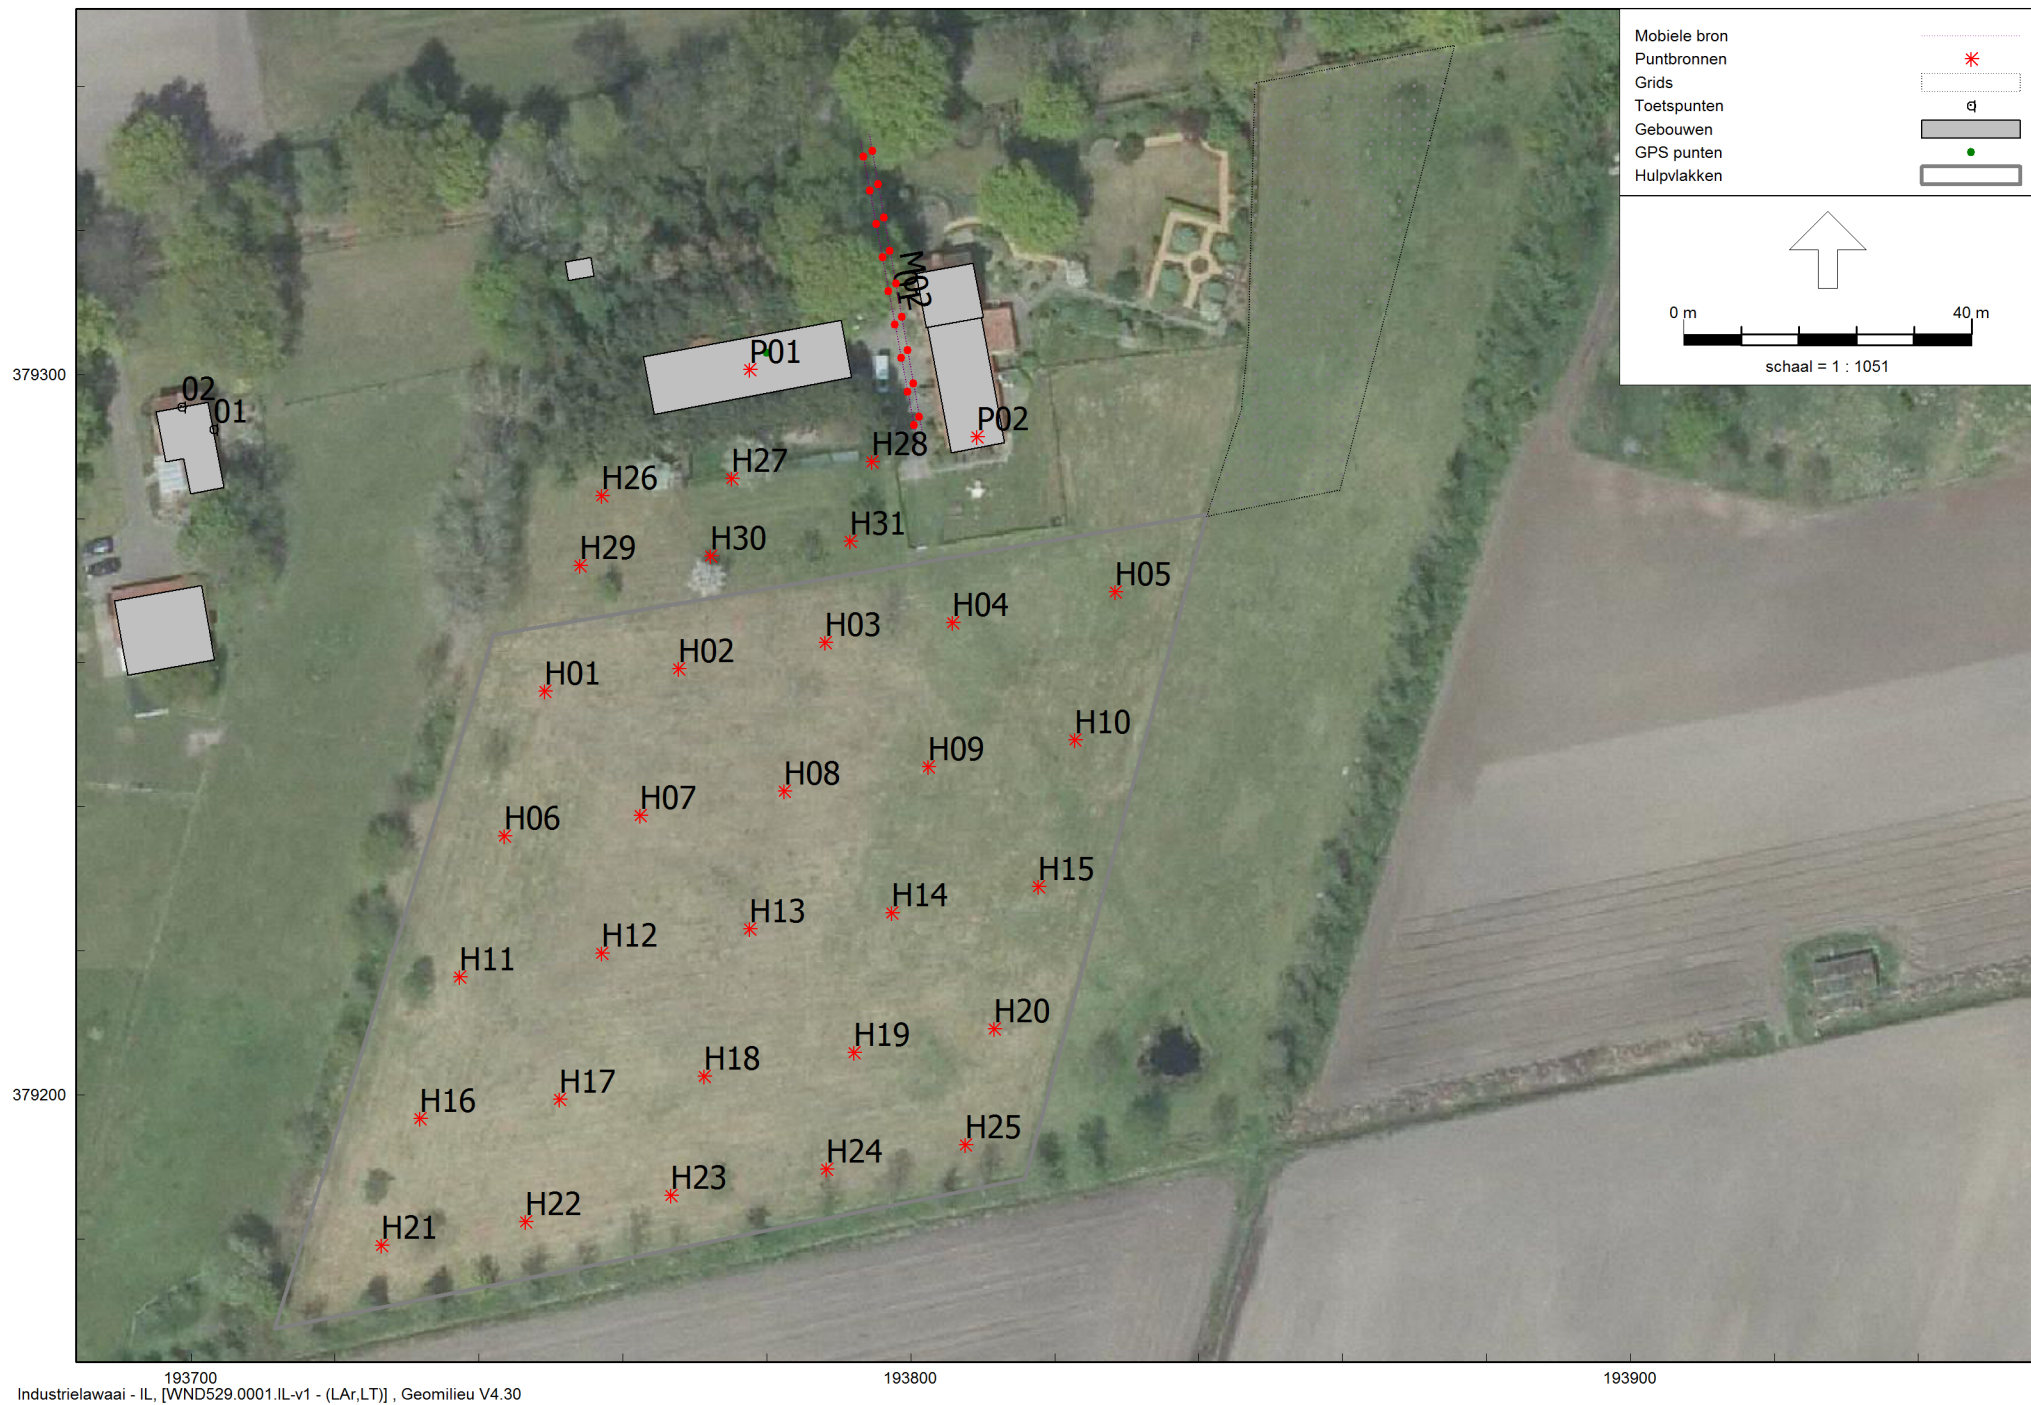 Mobiele bron
Puntbronnen
Grids
Toetspunten
Gebouwen
GPS punten
Hulpvlakken
0 m 40 m
schaal = 1 : 1051
M02
P01
379300
02
01
P02
H28
H27
H26
H31
H30
H29
H05
H04
H03
H02
H01
H10
H09
H08
H07
H06
H15
H14
H13
H12
H11
H20
H19
H18
H17
H16
379200
H25
H24
H23
H22
H21
193700 193800 193900
Industrielawaai - IL, [WND529.0001.IL-v1 - (LAr,LT)] , Geomilieu V4.30